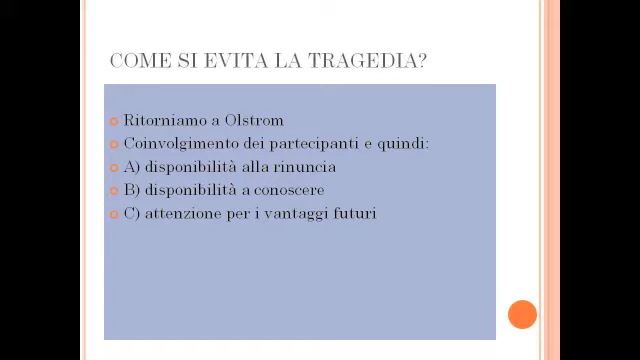 COME SI EVITA LA TRAGEDIA?
Ritorniamo a Olstrom
Coinvolgimento dei partecipanti e quindi:
A) disponibilità alla rinuncia
B) disponibilità a conoscere
C) attenzione per i vantaggi futuri